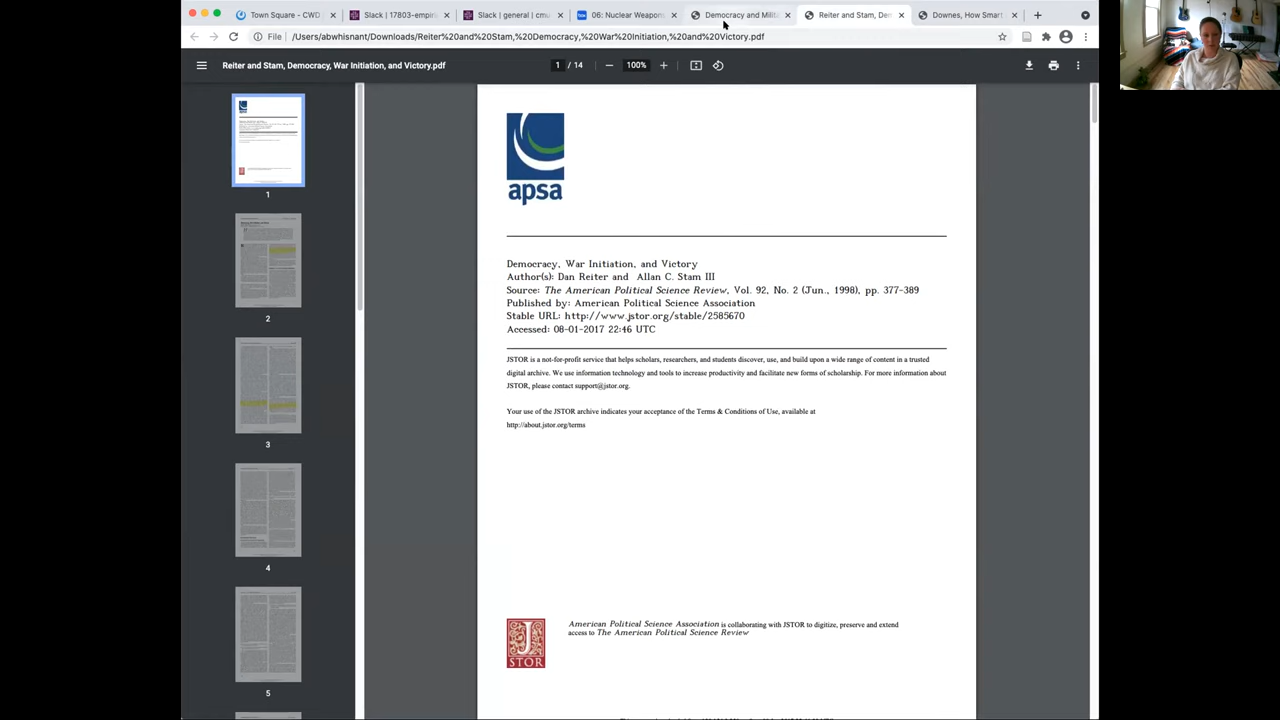 Town Square - CWD
Slack | 17803-empir
Slack | general | cmu
06: Nuclear Weapons
Democracy and Milit
Reiter and Stam, Dem
Downes, How Smart
File | /Users/abwhisnant/Downloads/Reiter%20and%20Stam,%20Democracy,%20War%20Initiation,%20and%20Victory.pdf
Reiter and Stam, Democracy, War Initiation, and Victory.pdf
1 / 14
100%
1
2
3
4
5
apsa
Democracy, War Initiation, and Victory
Author(s): Dan Reiter and Allan C. Stam III
Source: The American Political Science Review, Vol. 92, No. 2 (Jun., 1998), pp. 377-389
Published by: American Political Science Association
Stable URL: http://www.jstor.org/stable/2585670
Accessed: 08-01-2017 22:46 UTC
JSTOR is a not-for-profit service that helps scholars, researchers, and students discover, use, and build upon a wide range of content in a trusted
digital archive. We use information technology and tools to increase productivity and facilitate new forms of scholarship. For more information about
JSTOR, please contact support@jstor.org.
Your use of the JSTOR archive indicates your acceptance of the Terms & Conditions of Use, available at
http://about.jstor.org/terms
J
STOR
American Political Science Association is collaborating with JSTOR to digitize, preserve and extend
access to The American Political Science Review